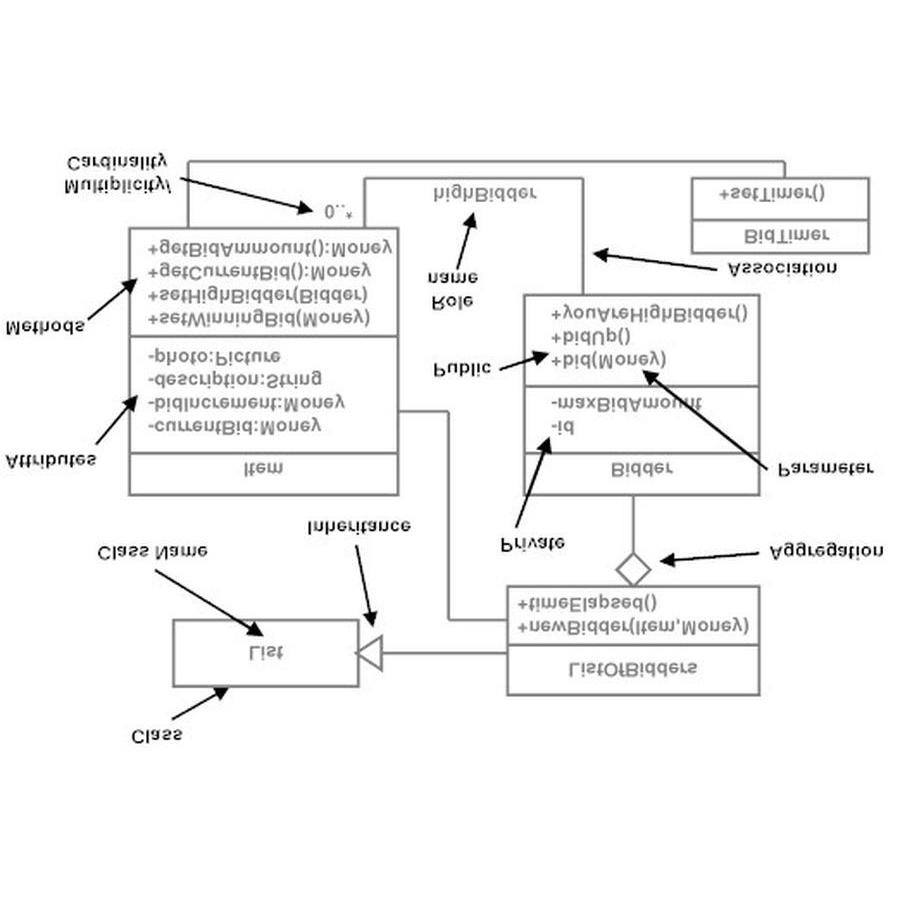 Class
List
ListOfBidders
+newBidder(Item,Money)
+timeElapsed()
Class Name
Inheritance
Private
Aggregation
Attributes
Item
-currentBid:Money
-bidIncrement:Money
-description:String
-photo:Picture
+setWinningBid(Money)
+setHighBidder(Bidder)
+getCurrentBid():Money
+getBidAmmount():Money
Bidder
-id
-maxBidAmount
+bid(Money)
+bidUp()
+youAreHighBidder()
Parameter
Public
Methods
Role
name
Association
BidTimer
+setTimer()
0..*
highBidder
Multiplicity/
Cardinality